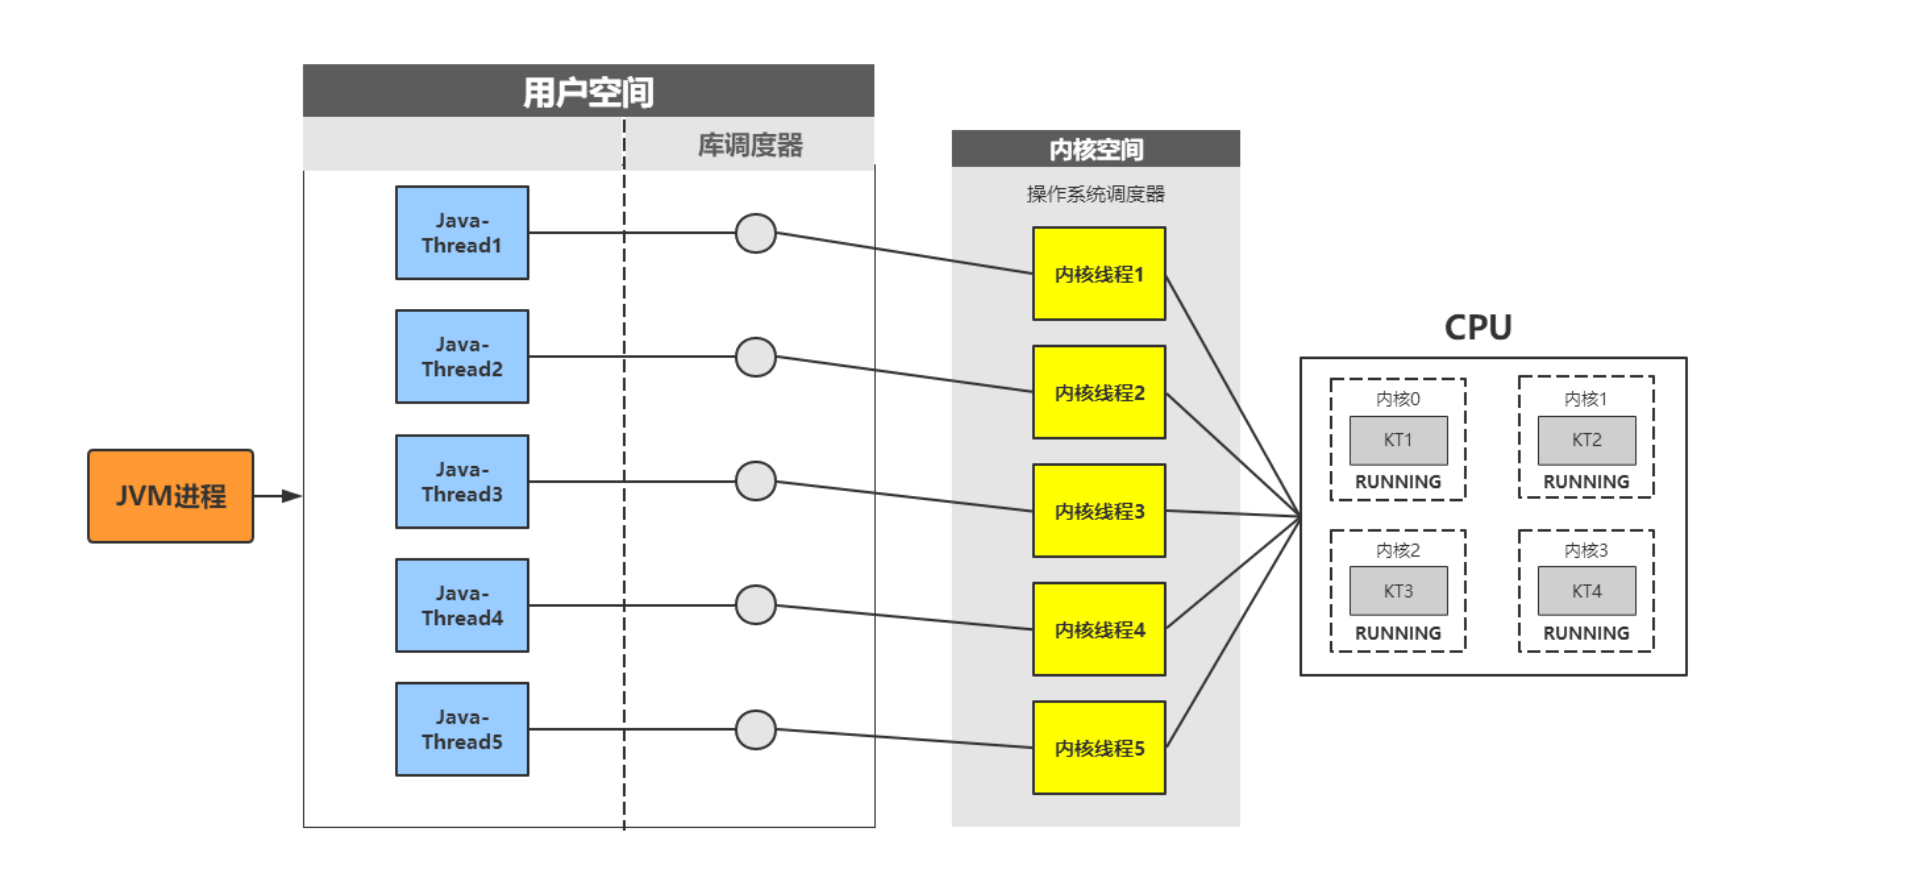 用户空间
库调度器
内核空间
操作系统调度器
Java-
Thread1
Java-
Thread2
Java-
Thread3
Java-
Thread4
Java-
Thread5
JVM进程
内核线程1
内核线程2
内核线程3
内核线程4
内核线程5
CPU
内核0
KT1
RUNNING
内核1
KT2
RUNNING
内核2
KT3
RUNNING
内核3
KT4
RUNNING